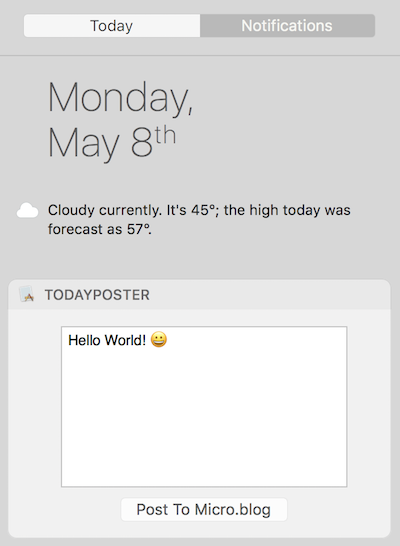 Today
Notifications
Monday,
May 8th
Cloudy currently. It's 45°; the high today was
forecast as 57°.
TODAYPOSTER
Hello World! 😀
Post To Micro.blog